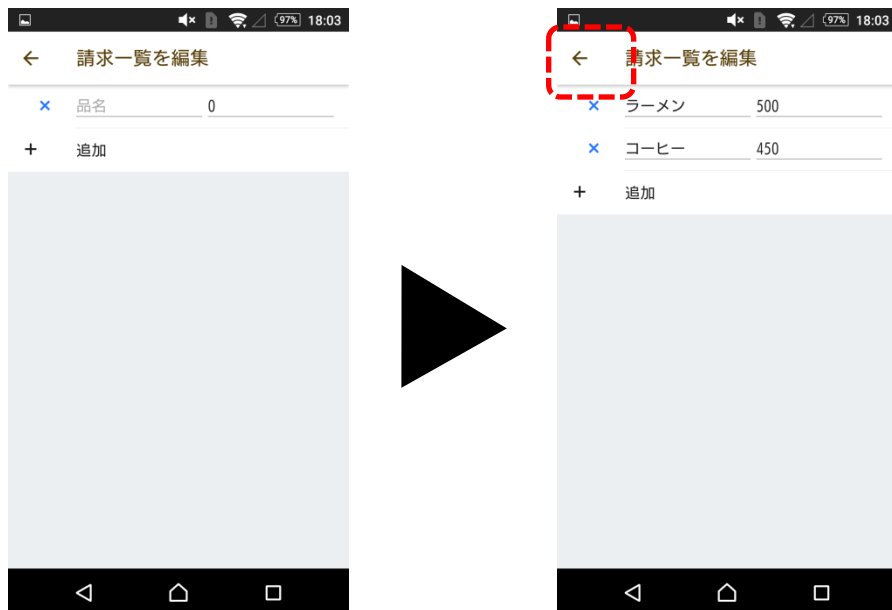 97% 18:03
請求一覧を編集
× 品名 0
+ 追加
97% 18:03
請求一覧を編集
× ラーメン 500
× コーヒー 450
+ 追加